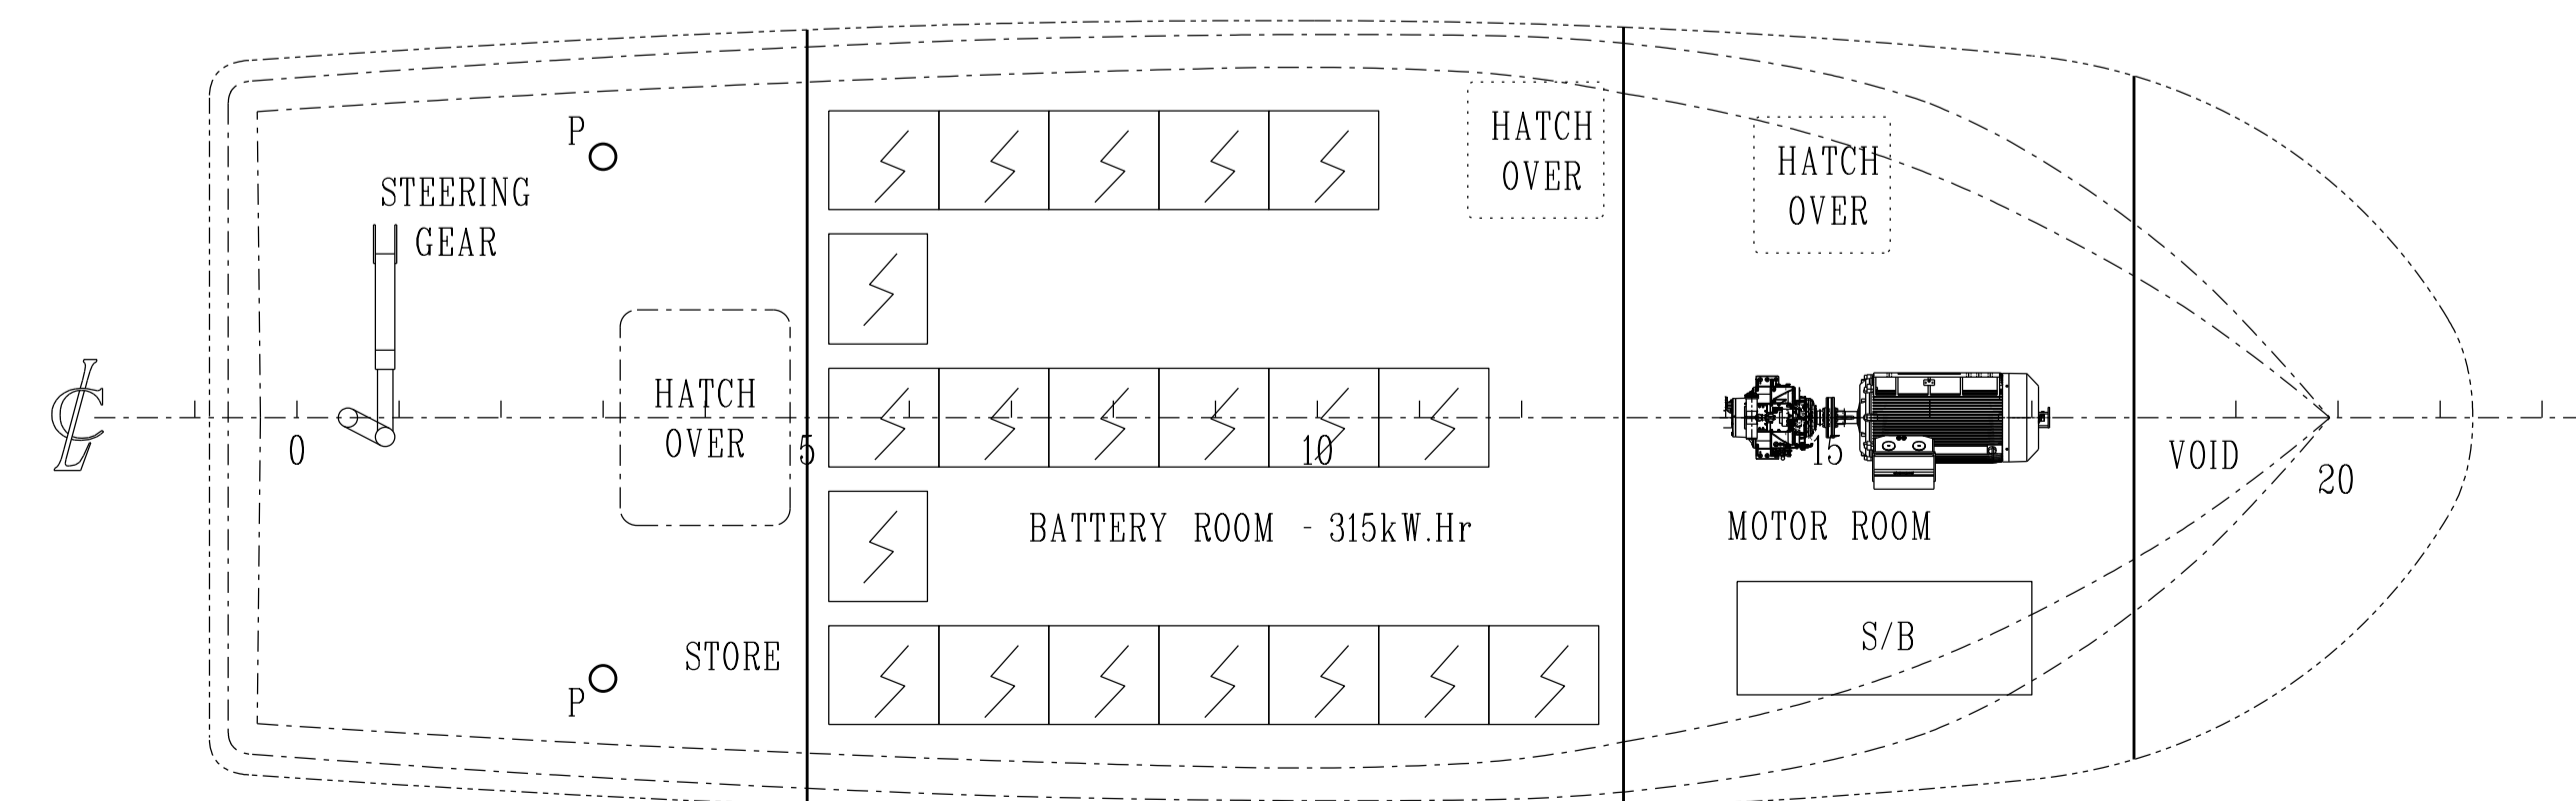 P
HATCH
OVER
HATCH
OVER
STEERING
GEAR
CL
HATCH
OVER
0
5
10
15
VOID
20
BATTERY ROOM - 315kW.Hr
MOTOR ROOM
STORE
S/B
P